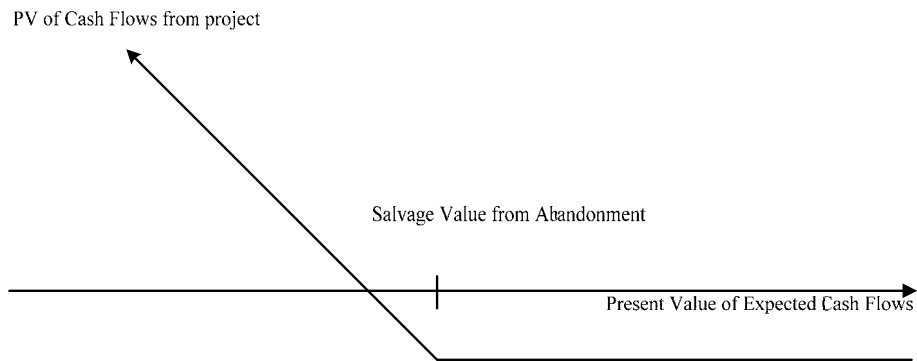 PV of Cash Flows from project
Salvage Value from Abandonment
Present Value of Expected Cash Flows